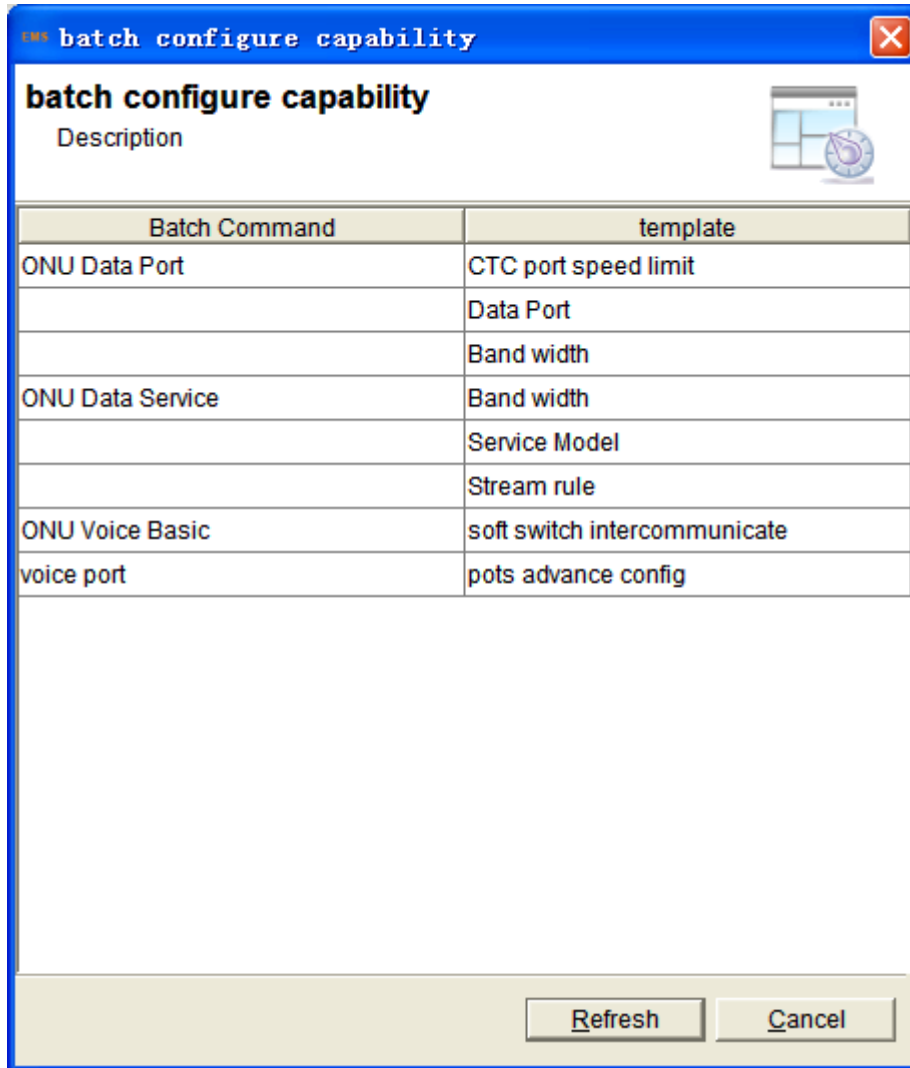 EMS batch configure capability
batch configure capability
Description
Batch Command template
ONU Data Port CTC port speed limit
Data Port
Band width
ONU Data Service Band width
Service Model
Stream rule
ONU Voice Basic soft switch intercommunicate
voice port pots advance config
Refresh Cancel